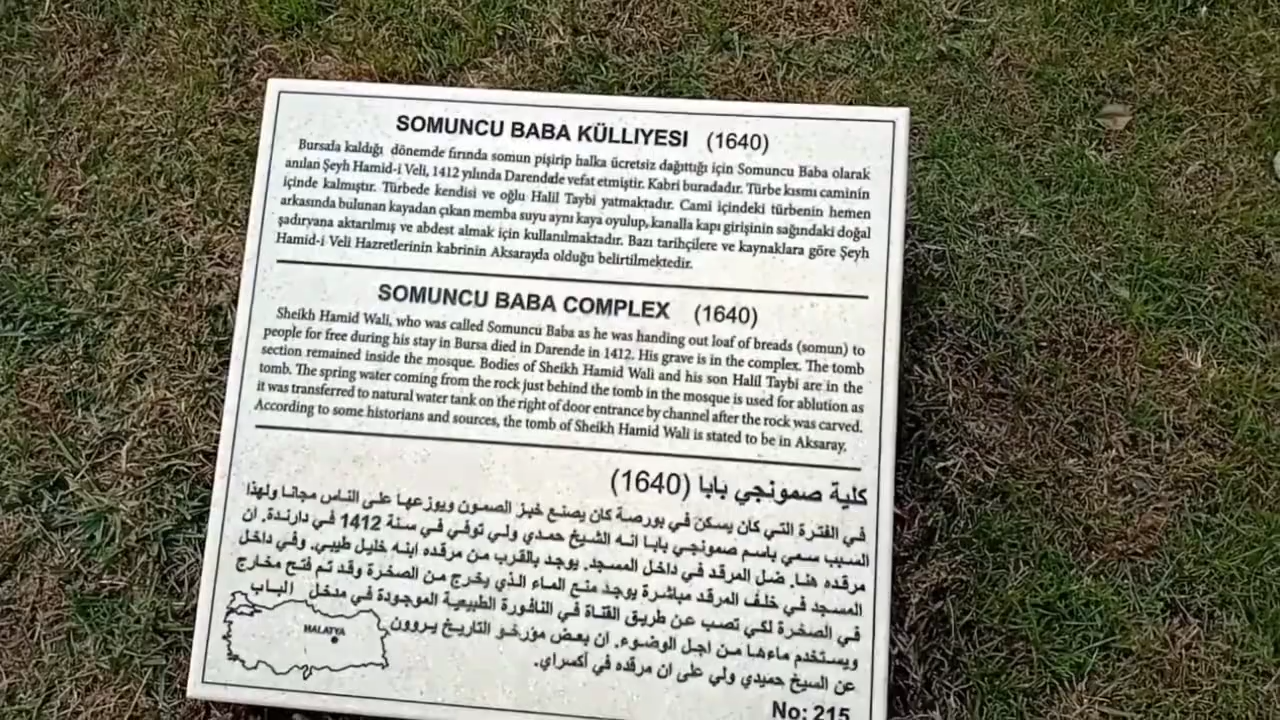 SOMUNCU BABA KÜLLIYESI (1640)
Bursada kaldığı dönemde fırında somun pişirip halka ücretsiz dağıttığı için Somuncu Baba olarak
anılan Şeyh Hamid-i Veli, 1412 yılında Darendede vefat etmiştir. Kabri buradadır. Türbe kısmı caminin
içinde kalmıştır. Türbede kendisi ve oğlu Halil Taybi yatmaktadır. Cami içindeki türbenin hemen
arkasında bulunan kayadan çıkan memba suyu aynı kaya oyulup, kanalla kapı girişinin sağındaki doğal
şadırvana aktarılmış ve abdest almak için kullanılmaktadır. Bazı tarihçilere ve kaynaklara göre Şeyh
Hamid-i Veli Hazretlerinin kabrinin Aksarayda olduğu belirtilmektedir.
SOMUNCU BABA COMPLEX (1640)
Sheikh Hamid Wali, who was called Somuncu Baba as he was handing out loaf of breads (somun) to
people for free during his stay in Bursa died in Darende in 1412. His grave is in the complex. The tomb
section remained inside the mosque. Bodies of Sheikh Hamid Wali and his son Halil Taybi are in the
tomb. The spring water coming from the rock just behind the tomb in the mosque is used for ablution as
it was transferred to natural water tank on the right of door entrance by channel after the rock was carved.
According to some historians and sources, the tomb of Sheikh Hamid Wali is stated to be in Aksaray.
كلية صمونجي بابا (1640)
في الفترة التي كان يسكن في بورصة كان يصنع خبز الصمون ويوزعها على الناس مجانا ولهذا
السبب سمي باسم صمونجي بابا انه الشيخ حمدي ولي توفي في سنة 1412 في دارندة. ان
مرقده هنا. ضل المرقد في داخل المسجد. يوجد بالقرب من مرقده ابنه خليل طيبي. وفي داخل
المسجد في خلف المرقد مباشرة يوجد منبع الماء الذي يخرج من الصخرة وقد تم فتح مخارج
في الصخرة لكي تصب عن طريق القناة في النافورة الطبيعية الموجودة في مدخل الباب
ويستخدم ماءها من اجل الوضوء. ان بعض مؤرخو التاريخ يروون
عن السيخ حميدي ولي على ان مرقده في أكسراي.
MALATYA
No: 215